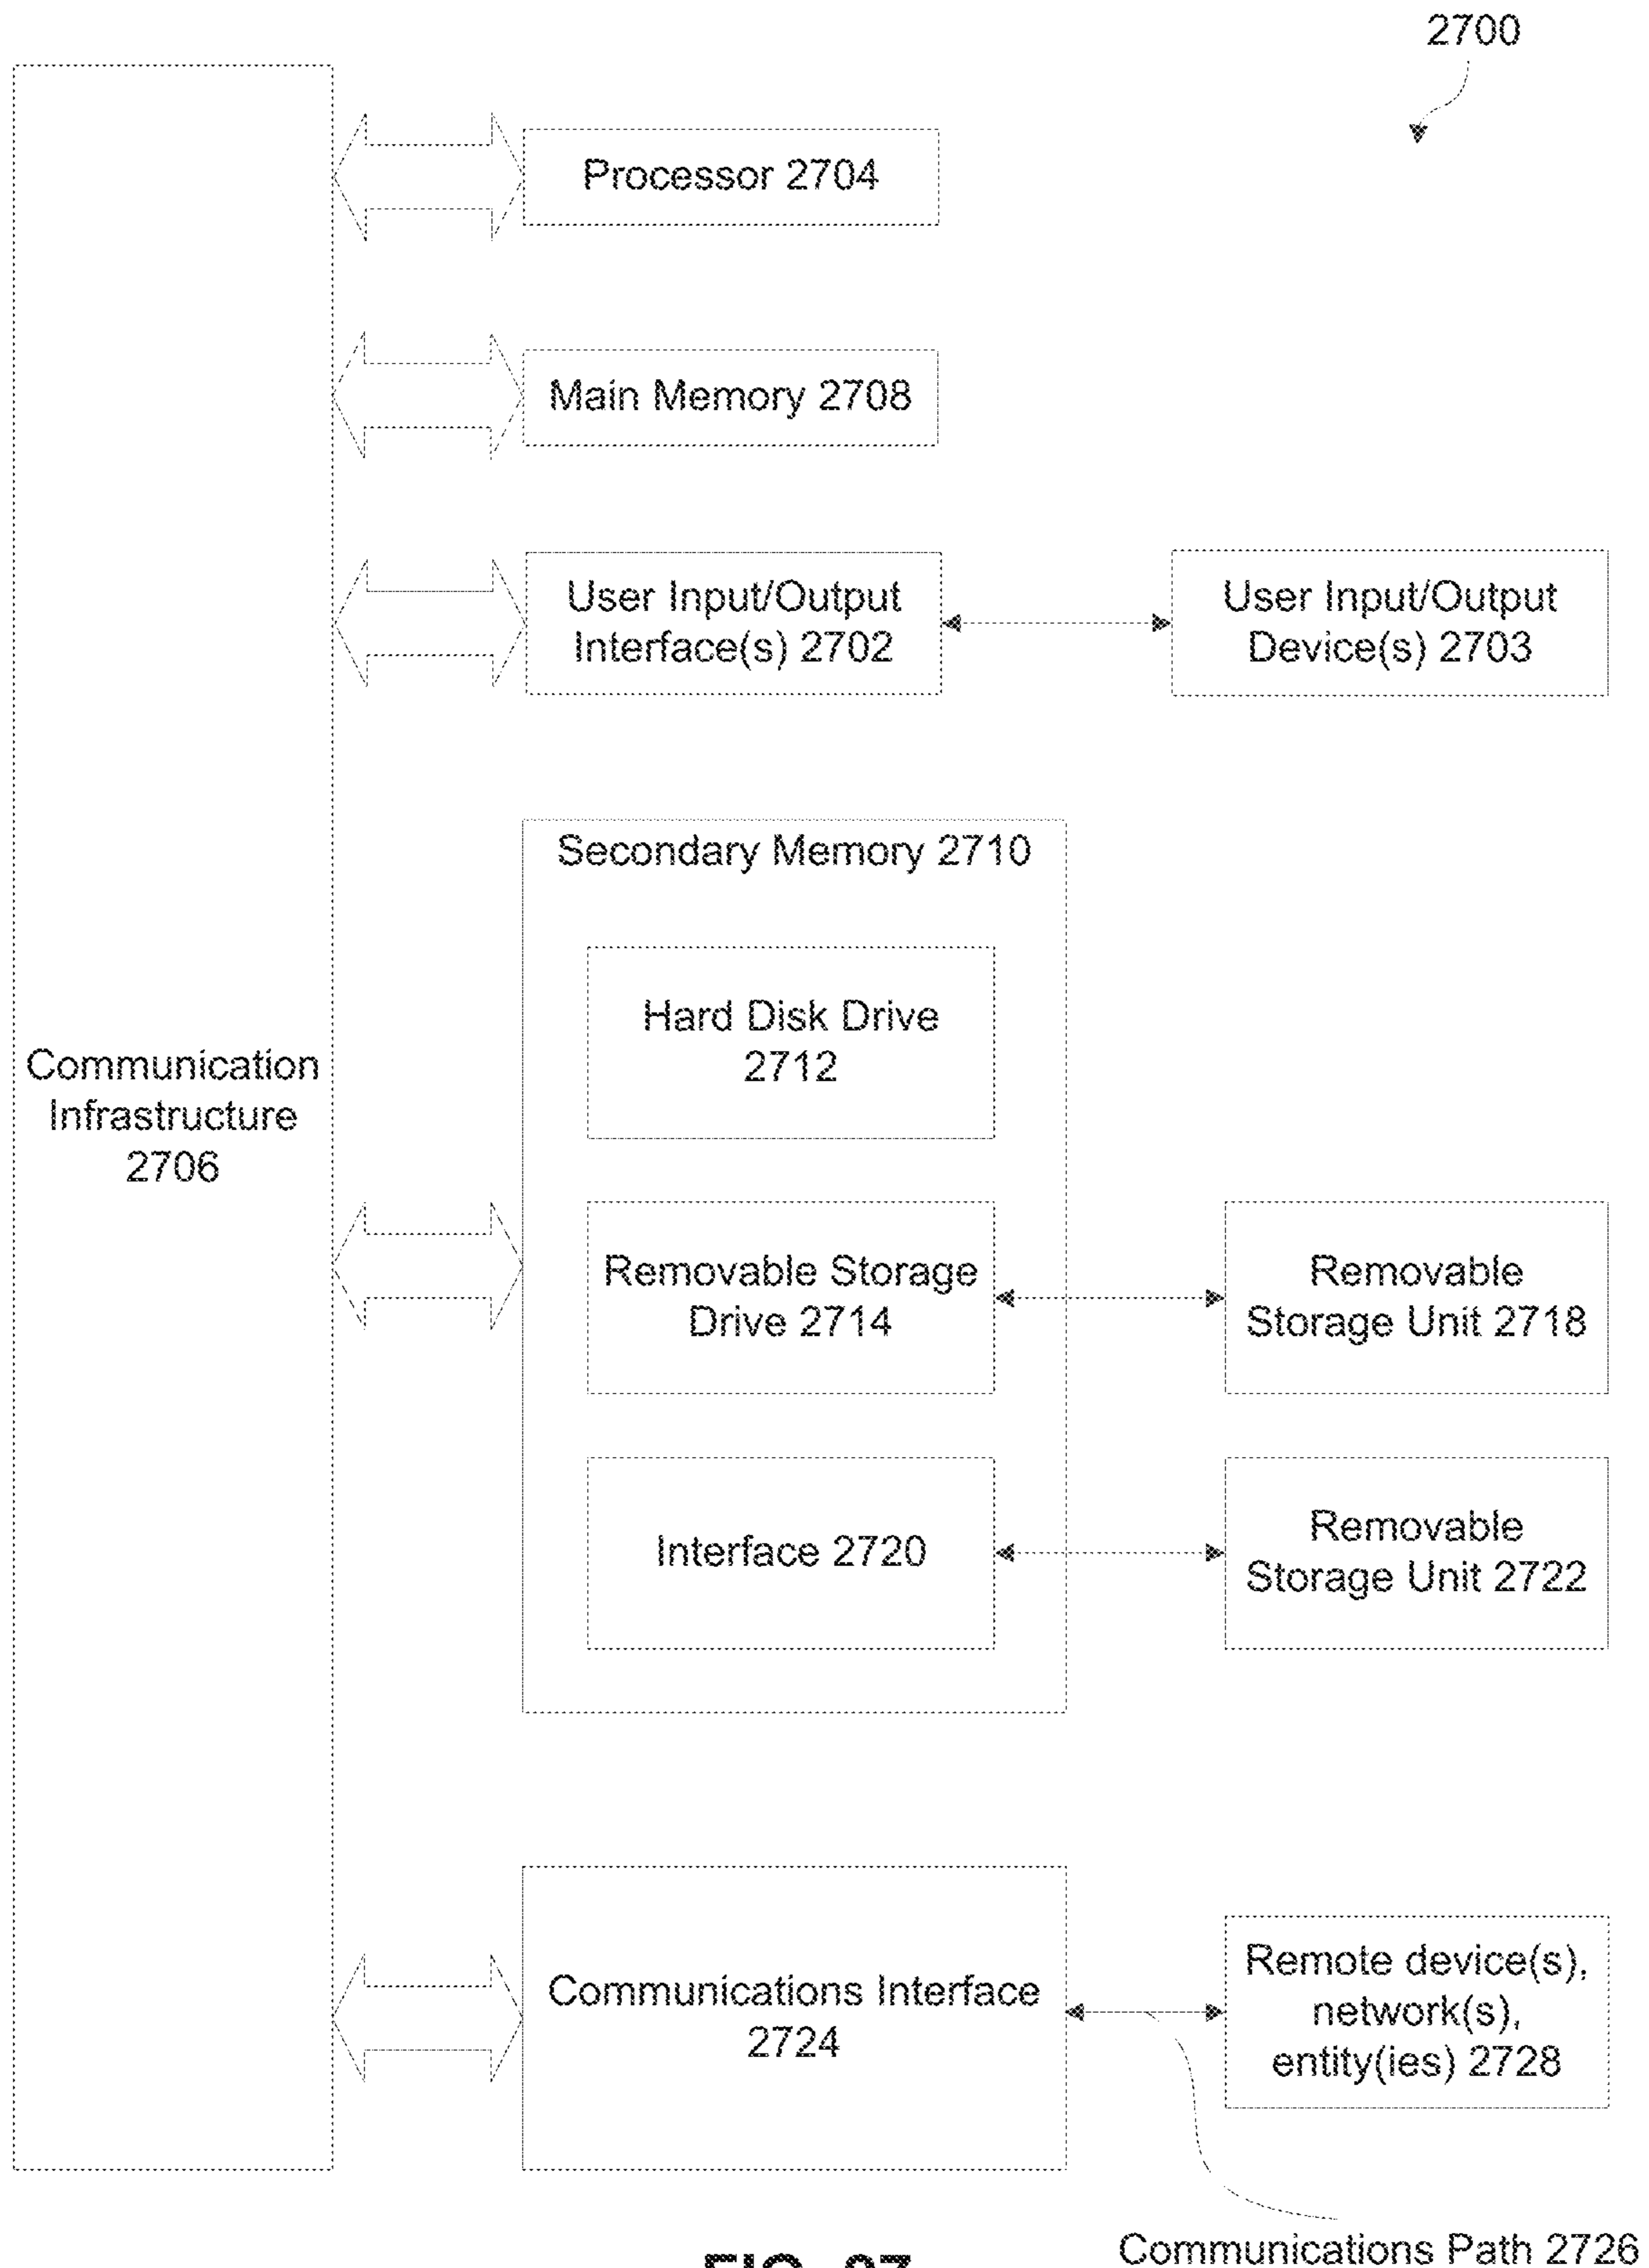 2700
Processor 2704
Main Memory 2708
User Input/Output
Interface(s) 2702
User Input/Output
Device(s) 2703
Secondary Memory 2710
Hard Disk Drive
2712
Communication
Infrastructure
2706
Removable Storage
Drive 2714
Removable
Storage Unit 2718
Interface 2720
Removable
Storage Unit 2722
Communications Interface
2724
Remote device(s),
network(s),
entity(ies) 2728
Communications Path 2726
FIG. 27